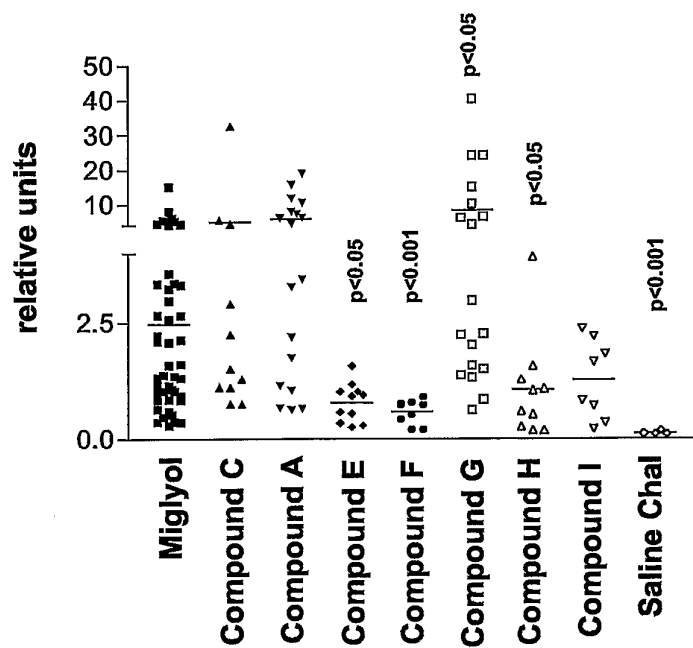 relative units
50
40
30
20
10
2.5
0.0
p<0.05
p<0.001
p<0.05
p<0.05
p<0.001
Miglyol
Compound C
Compound A
Compound E
Compound F
Compound G
Compound H
Compound I
Saline Chal